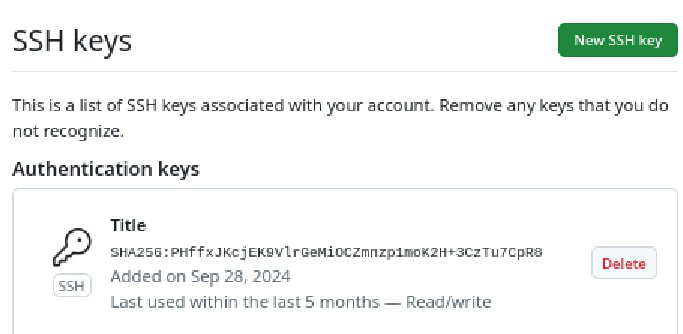 SSH keys
New SSH key
This is a list of SSH keys associated with your account. Remove any keys that you do
not recognize.
Authentication keys
Title
SHA256:PHffxJKcjEK9VlrGeMiOCZmnzp1moK2H+3CzTu7CpR8
SSH
Added on Sep 28, 2024
Last used within the last 5 months — Read/write
Delete